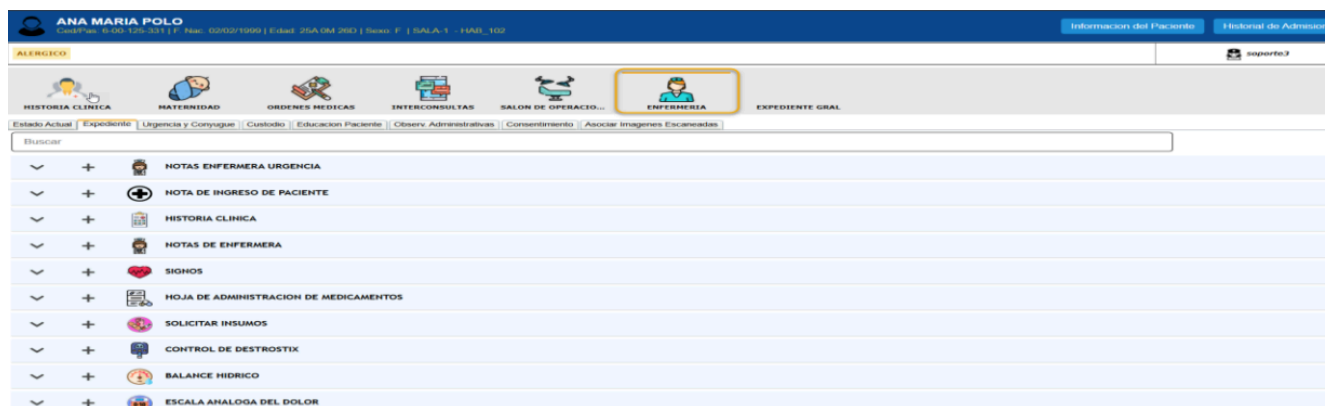 ANA MARIA POLO
Ced/Pas: 6-00-125-331 | F. Nac. 02/02/1999 | Edad: 25A 0M 26D | Sexo: F | SALA-1 - HAB_102
Informacion del Paciente
Historial de Admision
ALERGICO
soporte3
HISTORIA CLINICA
MATERNIDAD
ORDENES MEDICAS
INTERCONSULTAS
SALON DE OPERACIO...
ENFERMERIA
EXPEDIENTE GRAL
Estado Actual
Expediente
Urgencia y Conyugue
Custodio
Educacion Paciente
Observ. Administrativas
Consentimiento
Asociar Imagenes Escaneadas
Buscar
NOTAS ENFERMERA URGENCIA
NOTA DE INGRESO DE PACIENTE
HISTORIA CLINICA
NOTAS DE ENFERMERA
SIGNOS
HOJA DE ADMINISTRACION DE MEDICAMENTOS
SOLICITAR INSUMOS
CONTROL DE DESTROSTIX
BALANCE HIDRICO
ESCALA ANALOGA DEL DOLOR